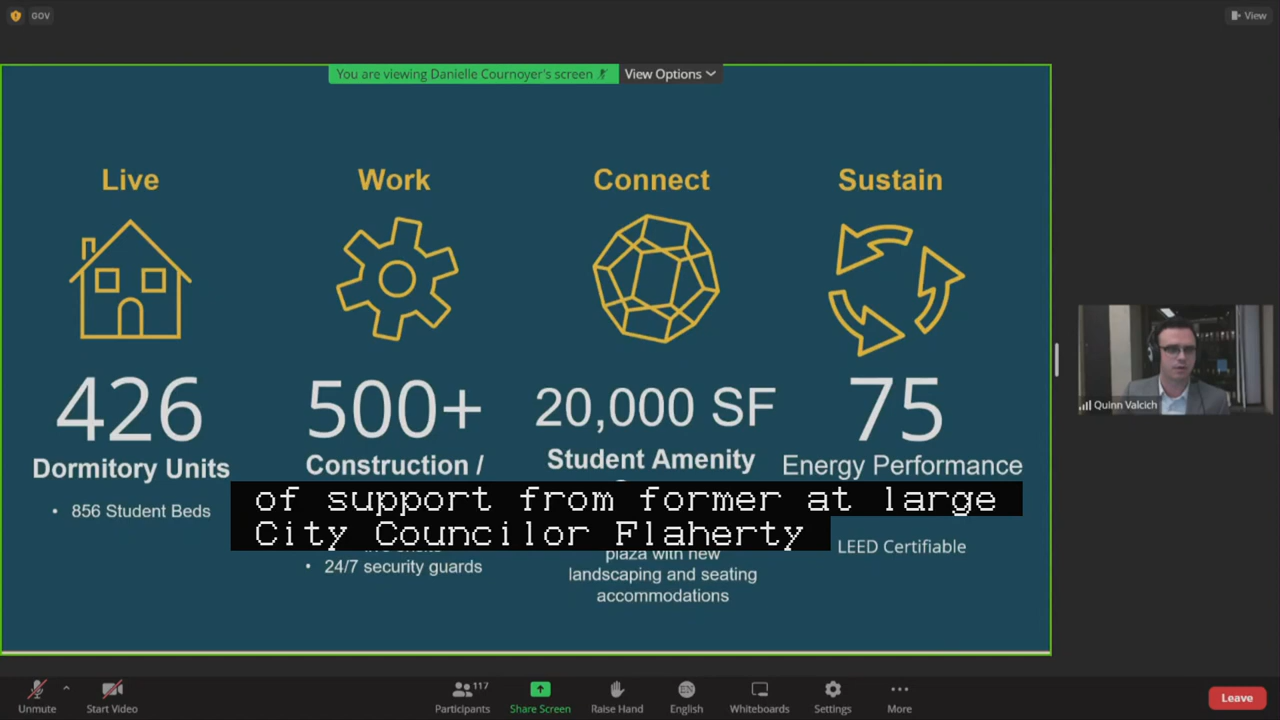 GOV
View
You are viewing Danielle Cournoyer's screen
View Options
Live
Work
Connect
Sustain
426
500+
20,000 SF
75
Dormitory Units
Construction /
Student Amenity
Energy Performance
• 856 Student Beds
of support from former at large
City Councilor Flaherty
• 24/7 security guards
plaza with new
landscaping and seating
accommodations
LEED Certifiable
Quinn Valcich
Unmute
Start Video
Participants
117
Share Screen
Raise Hand
EN
English
Whiteboards
Settings
More
Leave